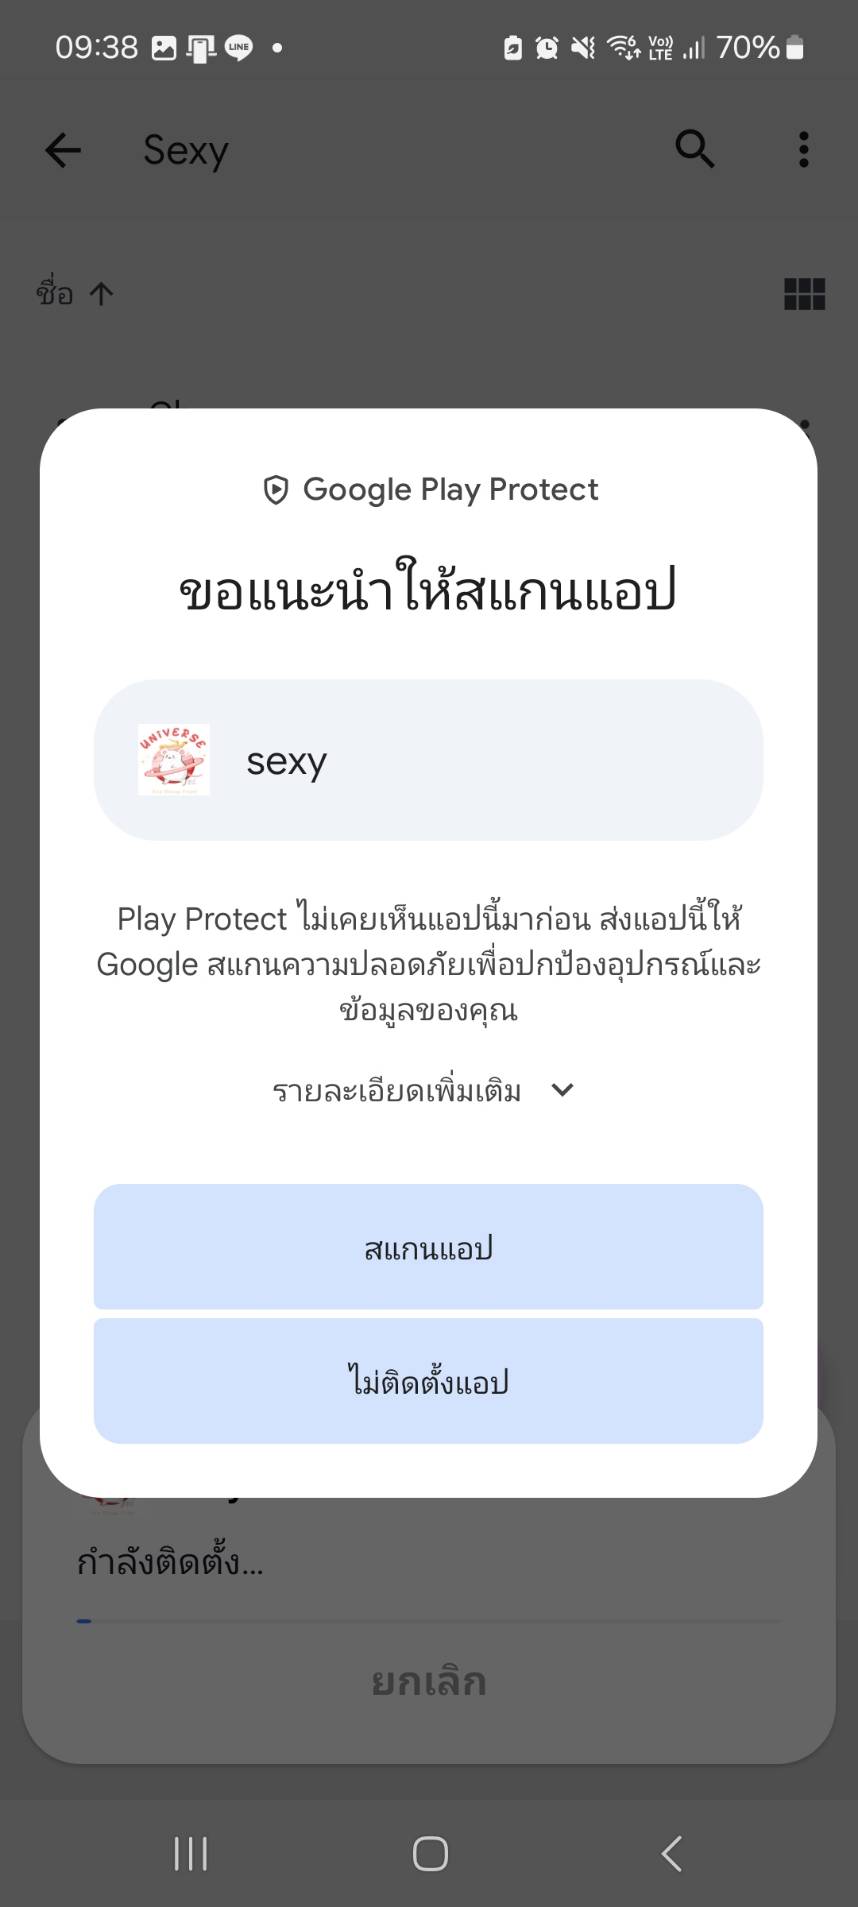 09:38 LINE Vo)) LTE 70%
Sexy
ชื่อ
Google Play Protect
ขอแนะนำให้สแกนแอป
UNIVERSE
sexy
Play Protect ไม่เคยเห็นแอปนี้มาก่อน ส่งแอปนี้ให้
Google สแกนความปลอดภัยเพื่อปกป้องอุปกรณ์และ
ข้อมูลของคุณ
รายละเอียดเพิ่มเติม
สแกนแอป
ไม่ติดตั้งแอป
กำลังติดตั้ง...
ยกเลิก